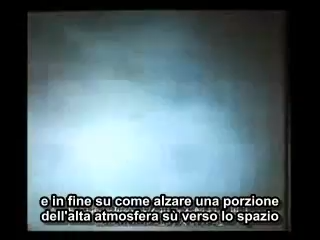 e in fine su come alzare una porzione
dell'alta atmosfera su verso lo spazio